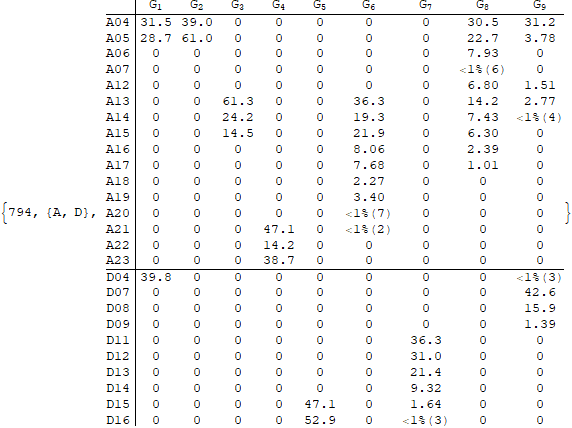 G₁ G₂ G₃ G₄ G₅ G₆ G₇ G₈ G₉
A04 31.5 39.0 0 0 0 0 0 30.5 31.2
A05 28.7 61.0 0 0 0 0 0 22.7 3.78
A06 0 0 0 0 0 0 0 7.93 0
A07 0 0 0 0 0 0 0 <1%(6) 0
A12 0 0 0 0 0 0 0 6.80 1.51
A13 0 0 61.3 0 0 36.3 0 14.2 2.77
A14 0 0 24.2 0 0 19.3 0 7.43 <1%(4)
A15 0 0 14.5 0 0 21.9 0 6.30 0
A16 0 0 0 0 0 8.06 0 2.39 0
A17 0 0 0 0 0 7.68 0 1.01 0
A18 0 0 0 0 0 2.27 0 0 0
A19 0 0 0 0 0 3.40 0 0 0
{794, {A, D}, A20 0 0 0 0 0 <1%(7) 0 0 0 }
A21 0 0 0 47.1 0 <1%(2) 0 0 0
A22 0 0 0 14.2 0 0 0 0 0
A23 0 0 0 38.7 0 0 0 0 0
D04 39.8 0 0 0 0 0 0 0 <1%(3)
D07 0 0 0 0 0 0 0 0 42.6
D08 0 0 0 0 0 0 0 0 15.9
D09 0 0 0 0 0 0 0 0 1.39
D11 0 0 0 0 0 0 36.3 0 0
D12 0 0 0 0 0 0 31.0 0 0
D13 0 0 0 0 0 0 21.4 0 0
D14 0 0 0 0 0 0 9.32 0 0
D15 0 0 0 0 47.1 0 1.64 0 0
D16 0 0 0 0 52.9 0 <1%(3) 0 0